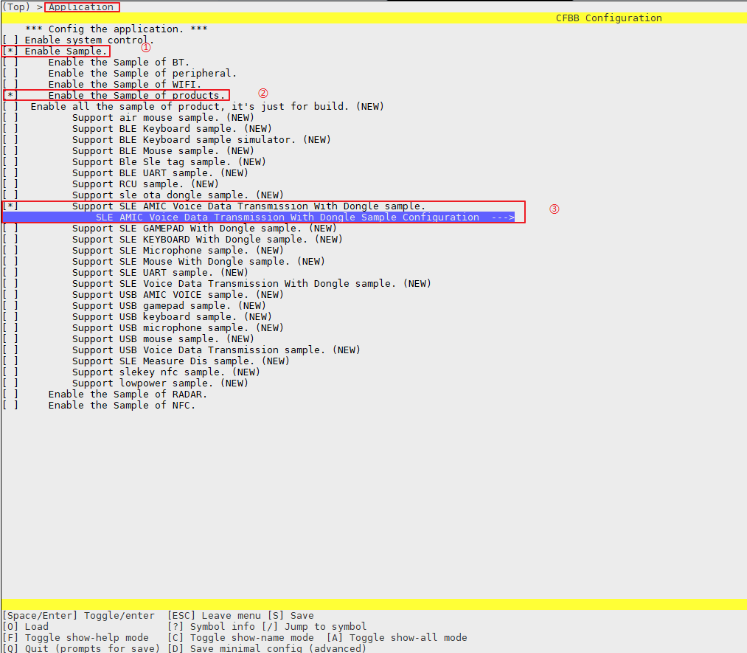 (Top) > Application
CFBB Configuration
*** Config the application. ***
[ ] Enable system control.
[*] Enable Sample. ①
[ ] Enable the Sample of BT.
[ ] Enable the Sample of peripheral.
[ ] Enable the Sample of WIFI.
[*] Enable the Sample of products. ②
[ ] Enable all the sample of product, it's just for build. (NEW)
[ ] Support air mouse sample. (NEW)
[ ] Support BLE Keyboard sample. (NEW)
[ ] Support BLE Keyboard sample simulator. (NEW)
[ ] Support BLE Mouse sample. (NEW)
[ ] Support Ble Sle tag sample. (NEW)
[ ] Support BLE UART sample. (NEW)
[ ] Support RCU sample. (NEW)
[ ] Support sle ota dongle sample. (NEW)
[*] Support SLE AMIC Voice Data Transmission With Dongle sample. ③
SLE AMIC Voice Data Transmission With Dongle Sample Configuration --->
[ ] Support SLE GAMEPAD With Dongle sample. (NEW)
[ ] Support SLE KEYBOARD With Dongle sample. (NEW)
[ ] Support SLE Microphone sample. (NEW)
[ ] Support SLE Mouse With Dongle sample. (NEW)
[ ] Support SLE UART sample. (NEW)
[ ] Support SLE Voice Data Transmission With Dongle sample. (NEW)
[ ] Support USB AMIC VOICE sample. (NEW)
[ ] Support USB gamepad sample. (NEW)
[ ] Support USB keyboard sample. (NEW)
[ ] Support USB microphone sample. (NEW)
[ ] Support USB mouse sample. (NEW)
[ ] Support USB Voice Data Transmission sample. (NEW)
[ ] Support SLE Measure Dis sample. (NEW)
[ ] Support slekey nfc sample. (NEW)
[ ] Support lowpower sample. (NEW)
[ ] Enable the Sample of RADAR.
[ ] Enable the Sample of NFC.
[Space/Enter] Toggle/enter [ESC] Leave menu [S] Save
[O] Load [?] Symbol info [/] Jump to symbol
[F] Toggle show-help mode [C] Toggle show-name mode [A] Toggle show-all mode
[Q] Quit (prompts for save) [D] Save minimal config (advanced)